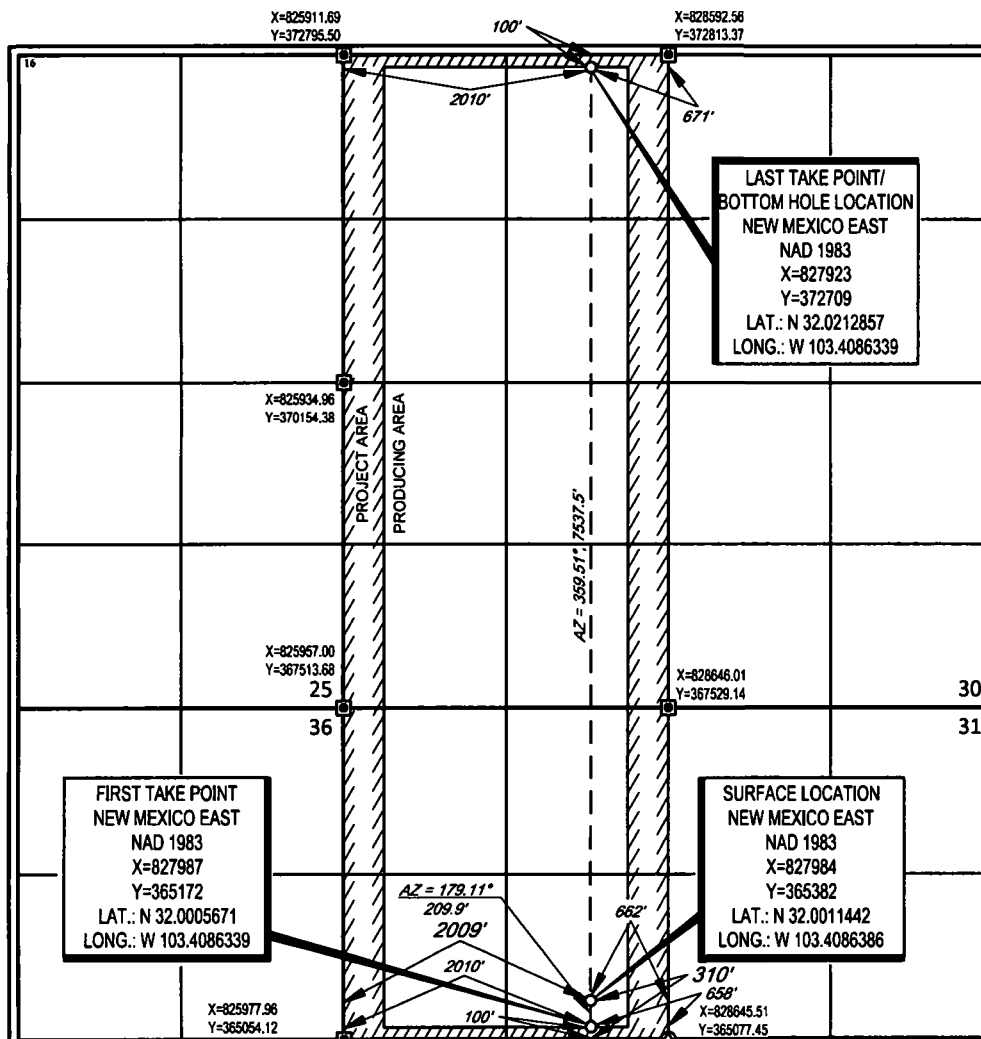 X=825911.69
Y=372795.50
100'
X=828592.56
Y=372813.37
16
2010'
671'
LAST TAKE POINT/
BOTTOM HOLE LOCATION
NEW MEXICO EAST
NAD 1983
X=827923
Y=372709
LAT.: N 32.0212857
LONG.: W 103.4086339
X=825934.96
Y=370154.38
PROJECT AREA
PRODUCING AREA
AZ = 359.51°, 7537.5'
X=825957.00
Y=367513.68
25
36
X=828646.01
Y=367529.14
30
31
FIRST TAKE POINT
NEW MEXICO EAST
NAD 1983
X=827987
Y=365172
LAT.: N 32.0005671
LONG.: W 103.4086339
SURFACE LOCATION
NEW MEXICO EAST
NAD 1983
X=827984
Y=365382
LAT.: N 32.0011442
LONG.: W 103.4086386
AZ = 179.11°
209.9'
2009'
662'
2010'
310'
658'
100'
X=825977.96
Y=365054.12
X=828645.51
Y=365077.45